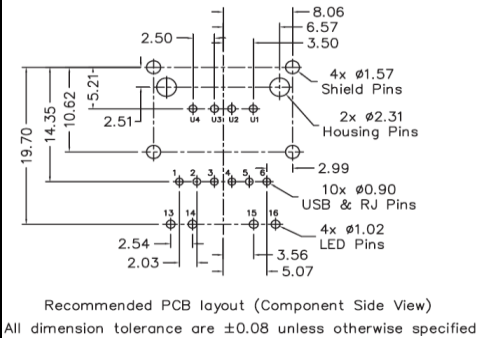 8.06
6.57
2.50
3.50
4x ø1.57
Shield Pins
2x ø2.31
Housing Pins
19.70
14.35
10.62
5.21
2.51
U4 U3 U2 U1
2.99
1 2 3 4 5 6
10x ø0.90
USB & RJ Pins
13 14 15 16
4x ø1.02
LED Pins
2.54
3.56
2.03
5.07
Recommended PCB layout (Component Side View)
All dimension tolerance are ±0.08 unless otherwise specified